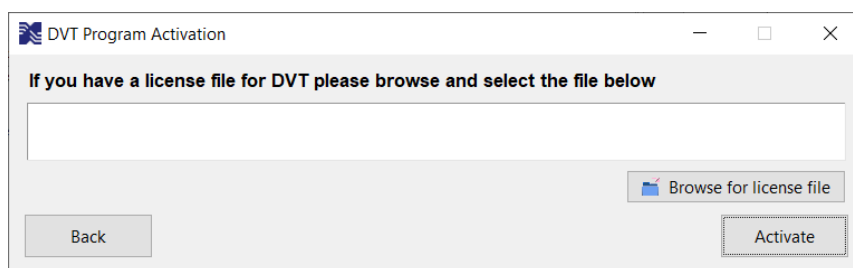 DVT Program Activation
If you have a license file for DVT please browse and select the file below
Browse for license file
Back
Activate